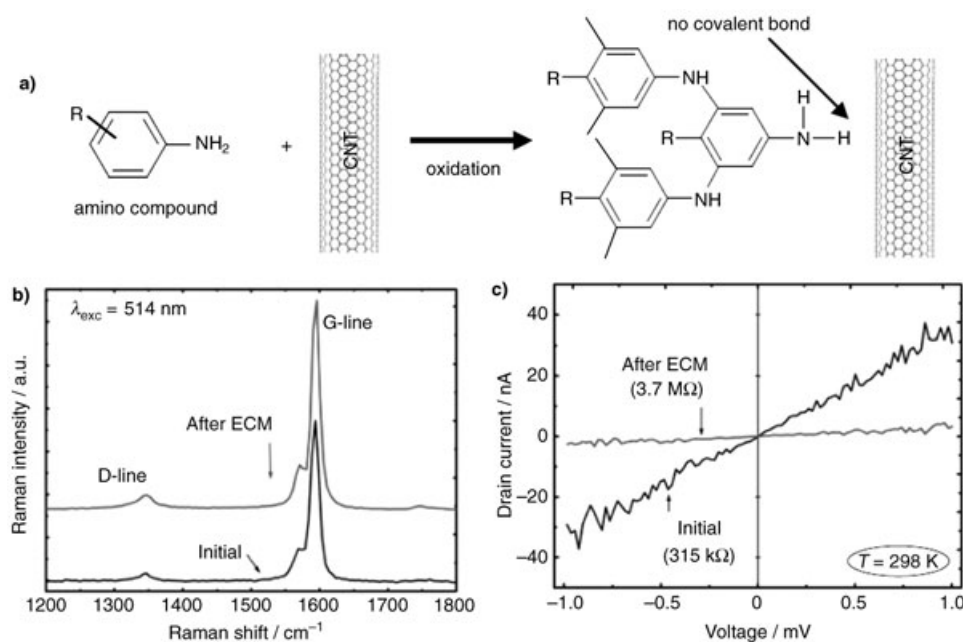 a)
R
NH₂
amino compound
+
CNT
oxidation
no covalent bond
R
NH
R
N
H
H
R
NH
CNT
b)
λexc = 514 nm
G-line
After ECM
D-line
Initial
Raman intensity / a.u.
1200 1300 1400 1500 1600 1700 1800
Raman shift / cm⁻¹
c)
40
20
0
−20
−40
Drain current / nA
After ECM
(3.7 MΩ)
Initial
(315 kΩ)
T = 298 K
−1.0 −0.5 0 0.5 1.0
Voltage / mV